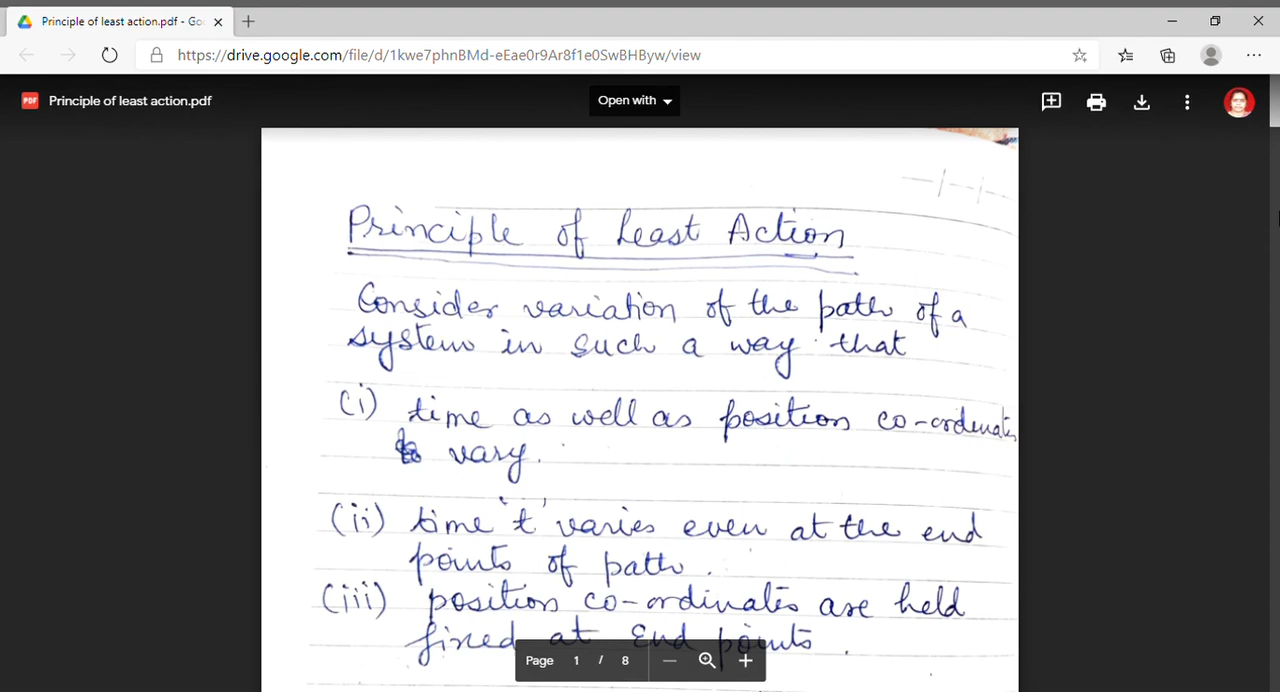 Principle of least action.pdf - Goo
https://drive.google.com/file/d/1kwe7phnBMd-eEae0r9Ar8f1e0SwBHByw/view
PDF Principle of least action.pdf
Open with
Principle of Least Action
Consider variation of the path of a
system in such a way that
(i) time as well as position co-ordinates
vary.
(ii) time 't' varies even at the end
points of path.
(iii) position co-ordinates are held
fixed at End points.
Page 1 / 8